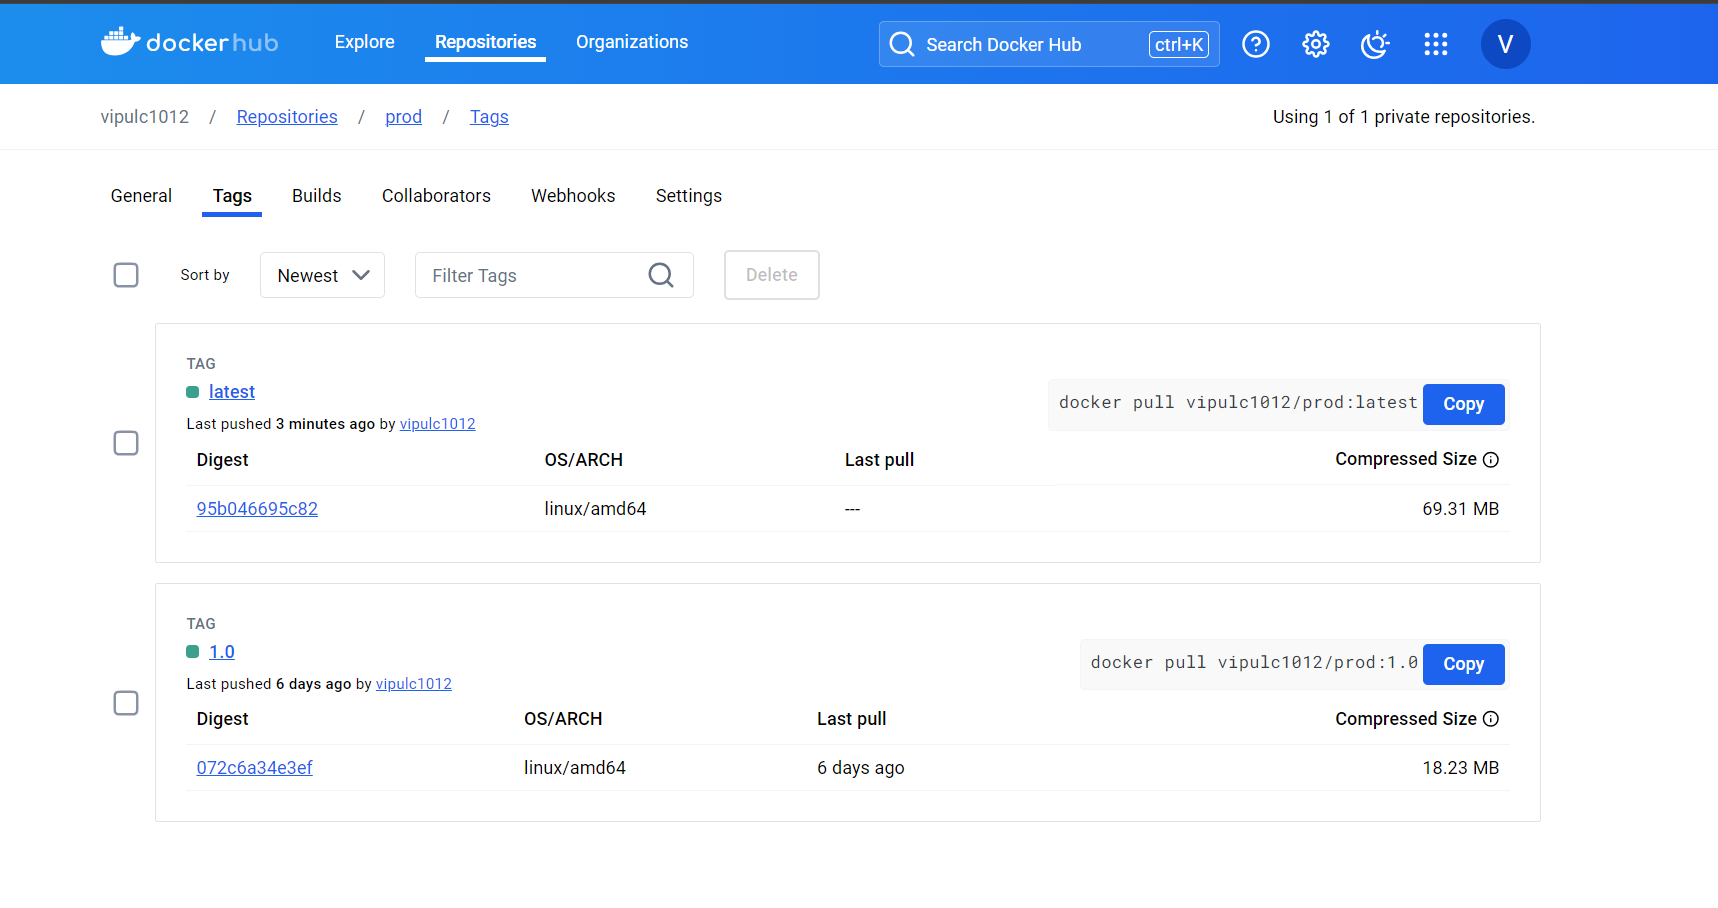 dockerhub Explore Repositories Organizations Search Docker Hub ctrl+K V
vipulc1012 / Repositories / prod / Tags Using 1 of 1 private repositories.
General Tags Builds Collaborators Webhooks Settings
Sort by Newest Filter Tags Delete
TAG
latest
docker pull vipulc1012/prod:latest Copy
Last pushed 3 minutes ago by vipulc1012
Digest OS/ARCH Last pull Compressed Size
95b046695c82 linux/amd64 --- 69.31 MB
TAG
1.0
docker pull vipulc1012/prod:1.0 Copy
Last pushed 6 days ago by vipulc1012
Digest OS/ARCH Last pull Compressed Size
072c6a34e3ef linux/amd64 6 days ago 18.23 MB